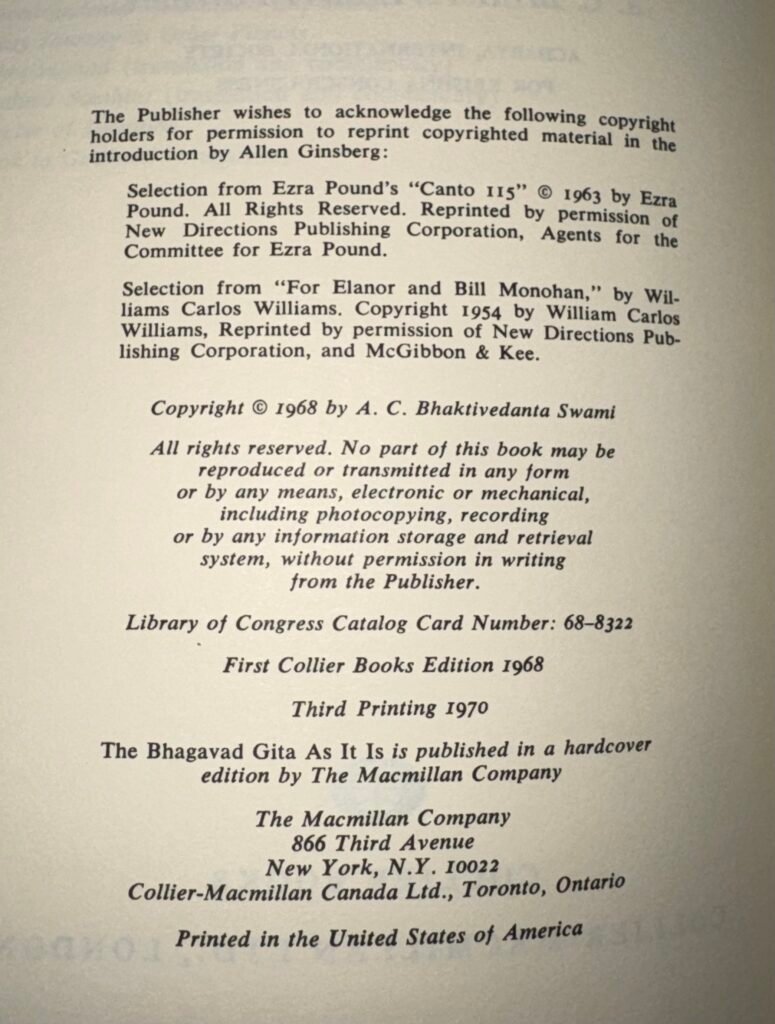 The Publisher wishes to acknowledge the following copyright
holders for permission to reprint copyrighted material in the
introduction by Allen Ginsberg:
Selection from Ezra Pound's "Canto 115" © 1963 by Ezra
Pound. All Rights Reserved. Reprinted by permission of
New Directions Publishing Corporation, Agents for the
Committee for Ezra Pound.
Selection from "For Elanor and Bill Monohan," by Wil-
liams Carlos Williams. Copyright 1954 by William Carlos
Williams, Reprinted by permission of New Directions Pub-
lishing Corporation, and McGibbon & Kee.
Copyright © 1968 by A. C. Bhaktivedanta Swami
All rights reserved. No part of this book may be
reproduced or transmitted in any form
or by any means, electronic or mechanical,
including photocopying, recording
or by any information storage and retrieval
system, without permission in writing
from the Publisher.
Library of Congress Catalog Card Number: 68–8322
First Collier Books Edition 1968
Third Printing 1970
The Bhagavad Gita As It Is is published in a hardcover
edition by The Macmillan Company
The Macmillan Company
866 Third Avenue
New York, N.Y. 10022
Collier-Macmillan Canada Ltd., Toronto, Ontario
Printed in the United States of America